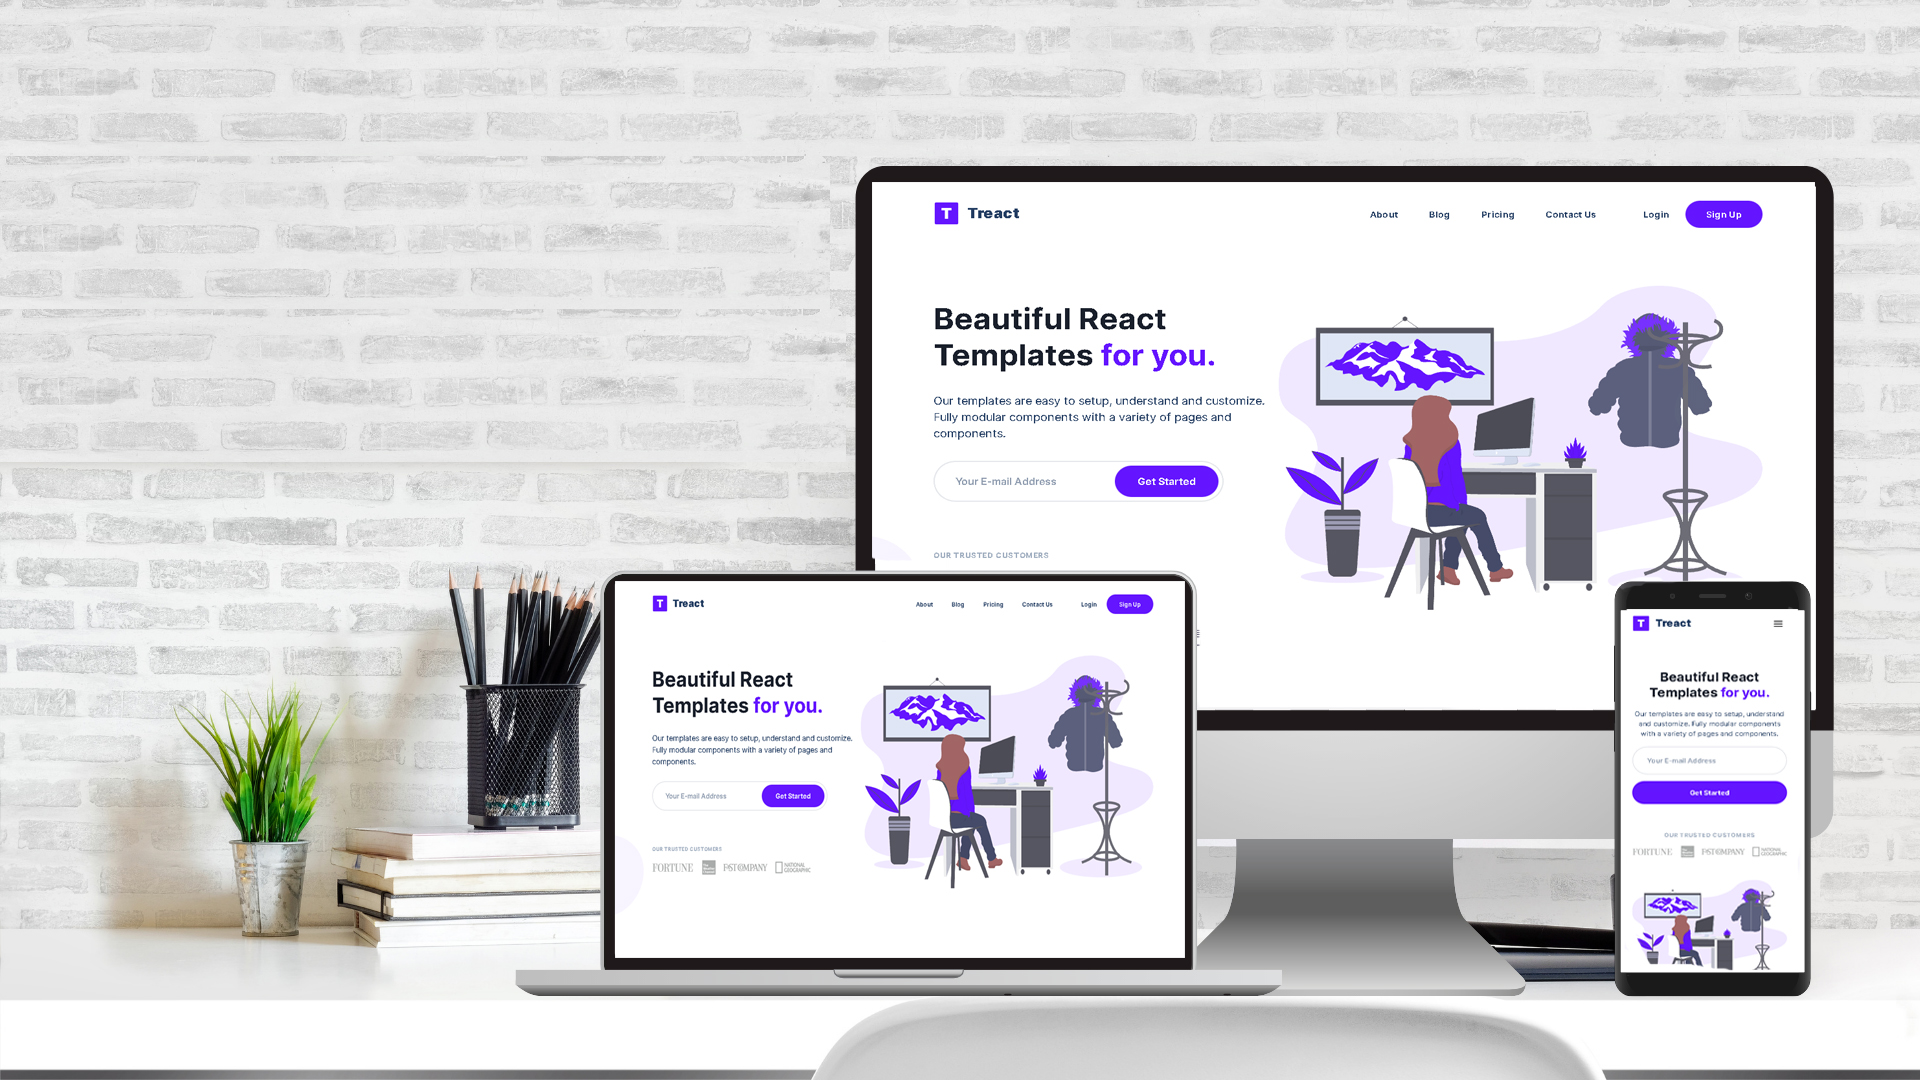 T Treact
About Blog Pricing Contact Us Login Sign Up
Beautiful React
Templates for you.
Our templates are easy to setup, understand and customize.
Fully modular components with a variety of pages and
components.
Your E-mail Address Get Started
OUR TRUSTED CUSTOMERS
T Treact
About Blog Pricing Contact Us Login Sign Up
Beautiful React
Templates for you.
Our templates are easy to setup, understand and customize.
Fully modular components with a variety of pages and
components.
Your E-mail Address Get Started
OUR TRUSTED CUSTOMERS
FORTUNE FAST COMPANY NATIONAL
GEOGRAPHIC
T Treact
Beautiful React
Templates for you.
Our templates are easy to setup, understand
and customize. Fully modular components
with a variety of pages and components.
Your E-mail Address
Get Started
OUR TRUSTED CUSTOMERS
FORTUNE FAST COMPANY NATIONAL
GEOGRAPHIC